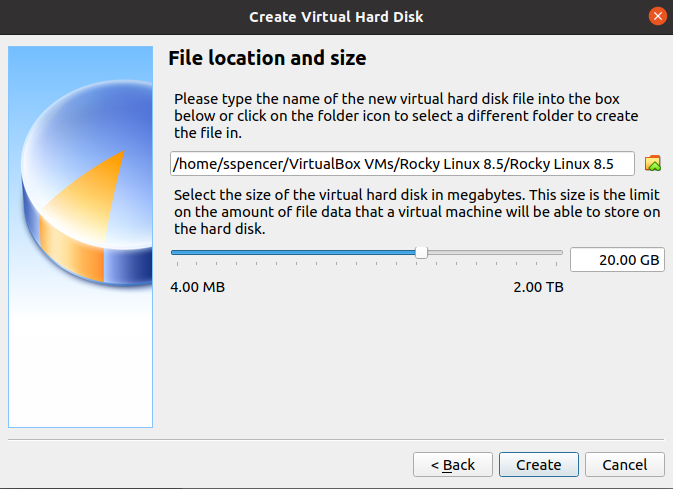 Create Virtual Hard Disk
File location and size
Please type the name of the new virtual hard disk file into the box
below or click on the folder icon to select a different folder to create
the file in.
/home/sspencer/VirtualBox VMs/Rocky Linux 8.5/Rocky Linux 8.5
Select the size of the virtual hard disk in megabytes. This size is the limit
on the amount of file data that a virtual machine will be able to store on
the hard disk.
20.00 GB
4.00 MB 2.00 TB
< Back Create Cancel